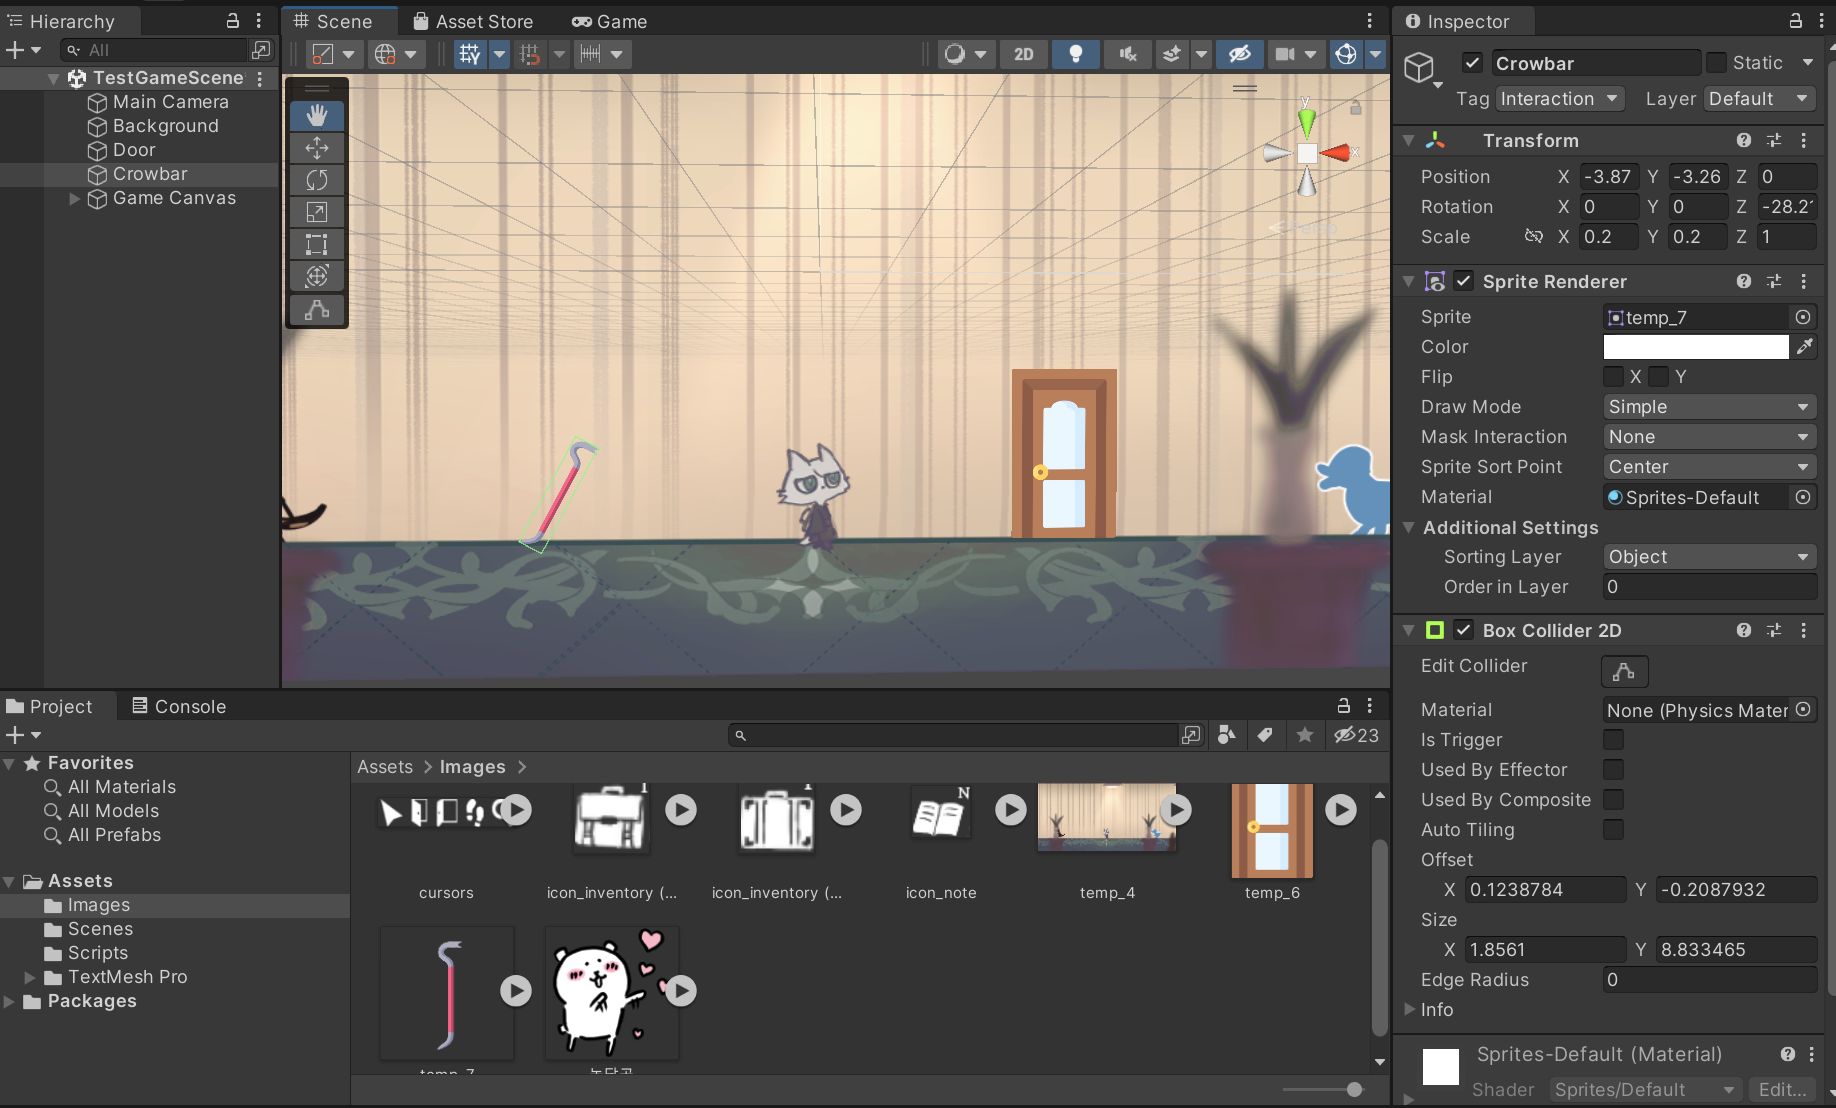 Hierarchy
All
TestGameScene
Main Camera
Background
Door
Crowbar
Game Canvas
Scene
Asset Store
Game
2D
y
x
Inspector
Crowbar
Static
Tag
Interaction
Layer
Default
Transform
Position
X
-3.87
Y
-3.26
Z
0
Rotation
X
0
Y
0
Z
-28.2
Scale
X
0.2
Y
0.2
Z
1
Sprite Renderer
Sprite
temp_7
Color
Flip
X
Y
Draw Mode
Simple
Mask Interaction
None
Sprite Sort Point
Center
Material
Sprites-Default
Additional Settings
Sorting Layer
Object
Order in Layer
0
Box Collider 2D
Edit Collider
Material
None (Physics Mater
Is Trigger
Used By Effector
Used By Composite
Auto Tiling
Offset
X
0.1238784
Y
-0.2087932
Size
X
1.8561
Y
8.833465
Edge Radius
0
Info
Sprites-Default (Material)
Shader
Sprites/Default
Edit...
Project
Console
23
Favorites
All Materials
All Models
All Prefabs
Assets
Images
Scenes
Scripts
TextMesh Pro
Packages
Assets > Images >
N
cursors
icon_inventory (...
icon_inventory (...
icon_note
temp_4
temp_6
temp_7